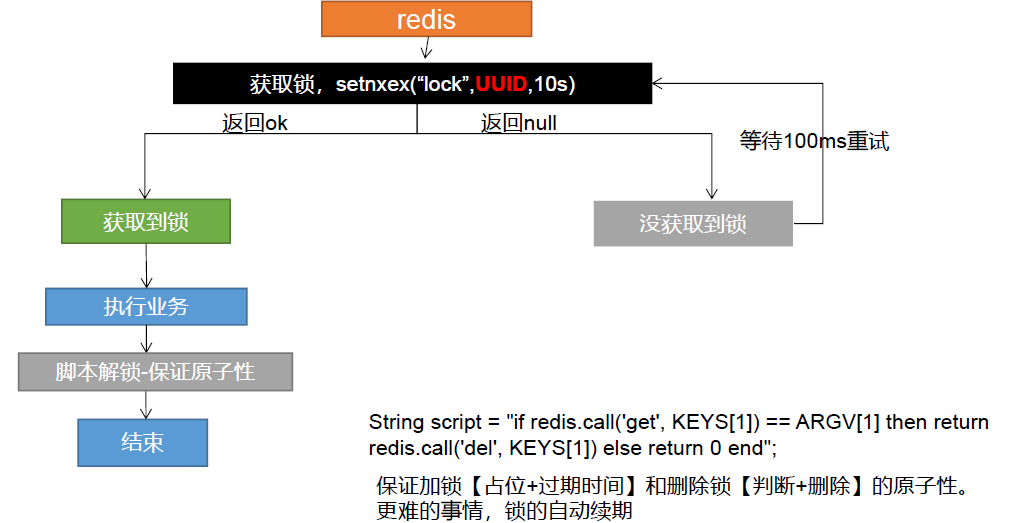 redis
获取锁，setnxex(“lock”,UUID,10s)
返回ok
返回null
等待100ms重试
获取到锁
没获取到锁
执行业务
脚本解锁-保证原子性
结束
String script = "if redis.call('get', KEYS[1]) == ARGV[1] then return
redis.call('del', KEYS[1]) else return 0 end";
保证加锁【占位+过期时间】和删除锁【判断+删除】的原子性。
更难的事情，锁的自动续期